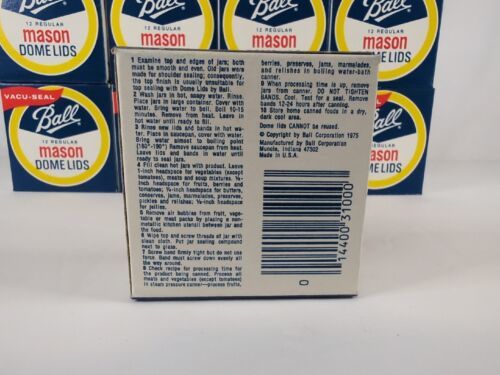 Ball
12 REGULAR
mason
DOME LIDS
Ball
12 REGULAR
mason
DOME LIDS
Ball
12 REGULAR
mason
DOME LIDS
Ball
12 REGULAR
mason
DOME LIDS
VACU-SEAL
Ball
12 REGULAR
mason
DOME LIDS
mason
DOME LIDS
1 Examine top and edges of jars;
both must be smooth and even. Old jars were
made for shoulder sealing; consequently,
the top finish is usually unsuitable for
top sealing with Dome Lids by Ball.
2 Wash jars in hot, soapy water. Rinse.
Place jars in large container. Cover with
water. Bring water to boil. Boil 10-15
minutes. Remove from heat. Leave in
hot water until ready to fill.
3 Rinse new lids and bands in hot wa-
ter. Place in saucepan, cover with water.
Bring water almost to boiling point
(180°-190°) Remove saucepan from heat.
Leave lids and bands in water until
ready to seal jars.
4 Fill clean hot jars with product. Leave
1-inch headspace for vegetables (except
tomatoes), meats and soup mixtures. ½-
inch headspace for fruits, berries and
tomatoes; ¼-inch headspace for butters,
conserves, jams, marmalades, preserves,
pickles and relishes; ⅛-inch headspace
for jellies.
5 Remove air bubbles from fruit, vege-
table or meat packs by placing a non-
metallic kitchen utensil between jar and
the food.
6 Wipe top and screw threads of jar with
clean cloth. Put jar sealing compound
next to glass.
7 Screw band firmly tight but do not use
force. Band must screw down evenly all
the way around.
8 Check recipe for processing time for
the product being canned. Process all
meats and vegetables (except tomatoes)
in steam pressure canner—process fruits,
berries, preserves, jams, marmalades
and relishes in boiling water-bath
canner.
9 When processing time is up, remove
jars from canner. DO NOT TIGHTEN
BANDS. Cool. Test for a seal. Remove
bands 12-24 hours after canning.
10 Store home canned foods in a dry,
dark cool area.
Dome lids CANNOT be reused.
© Copyright by Ball Corporation 1975
Manufactured by Ball Corporation
Muncie, Indiana 47302
Made in U.S.A.
14400 31000
0